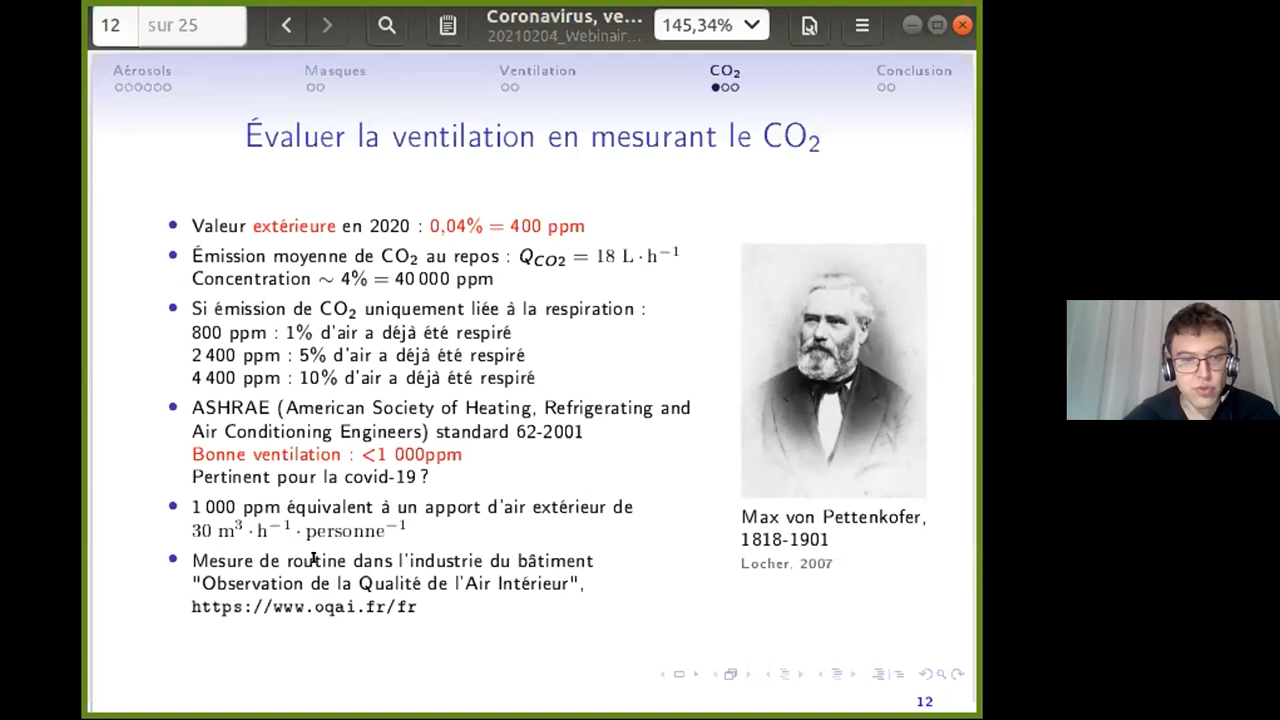 12 sur 25
Coronavirus, ve...
20210204_Webinair...
145,34%
Aérosols Masques Ventilation CO₂ Conclusion
Évaluer la ventilation en mesurant le CO₂
• Valeur extérieure en 2020 : 0,04% = 400 ppm
• Émission moyenne de CO₂ au repos : Q_CO2 = 18 L · h⁻¹
Concentration ∼ 4% = 40 000 ppm
• Si émission de CO₂ uniquement liée à la respiration :
800 ppm : 1% d'air a déjà été respiré
2 400 ppm : 5% d'air a déjà été respiré
4 400 ppm : 10% d'air a déjà été respiré
• ASHRAE (American Society of Heating, Refrigerating and
Air Conditioning Engineers) standard 62-2001
Bonne ventilation : <1 000ppm
Pertinent pour la covid-19 ?
• 1 000 ppm équivalent à un apport d'air extérieur de
30 m³ · h⁻¹ · personne⁻¹
• Mesure de routine dans l'industrie du bâtiment
"Observation de la Qualité de l'Air Intérieur",
https://www.oqai.fr/fr
Max von Pettenkofer,
1818-1901
Locher, 2007
12